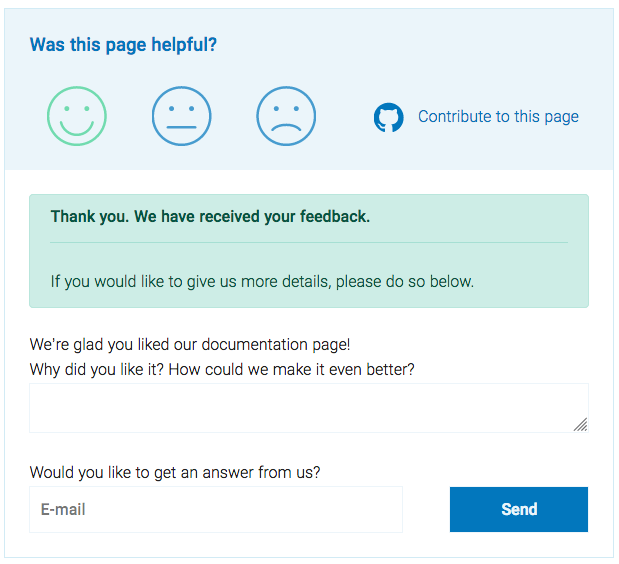 Was this page helpful?
Contribute to this page
Thank you. We have received your feedback.
If you would like to give us more details, please do so below.
We're glad you liked our documentation page!
Why did you like it? How could we make it even better?
Would you like to get an answer from us?
E-mail
Send